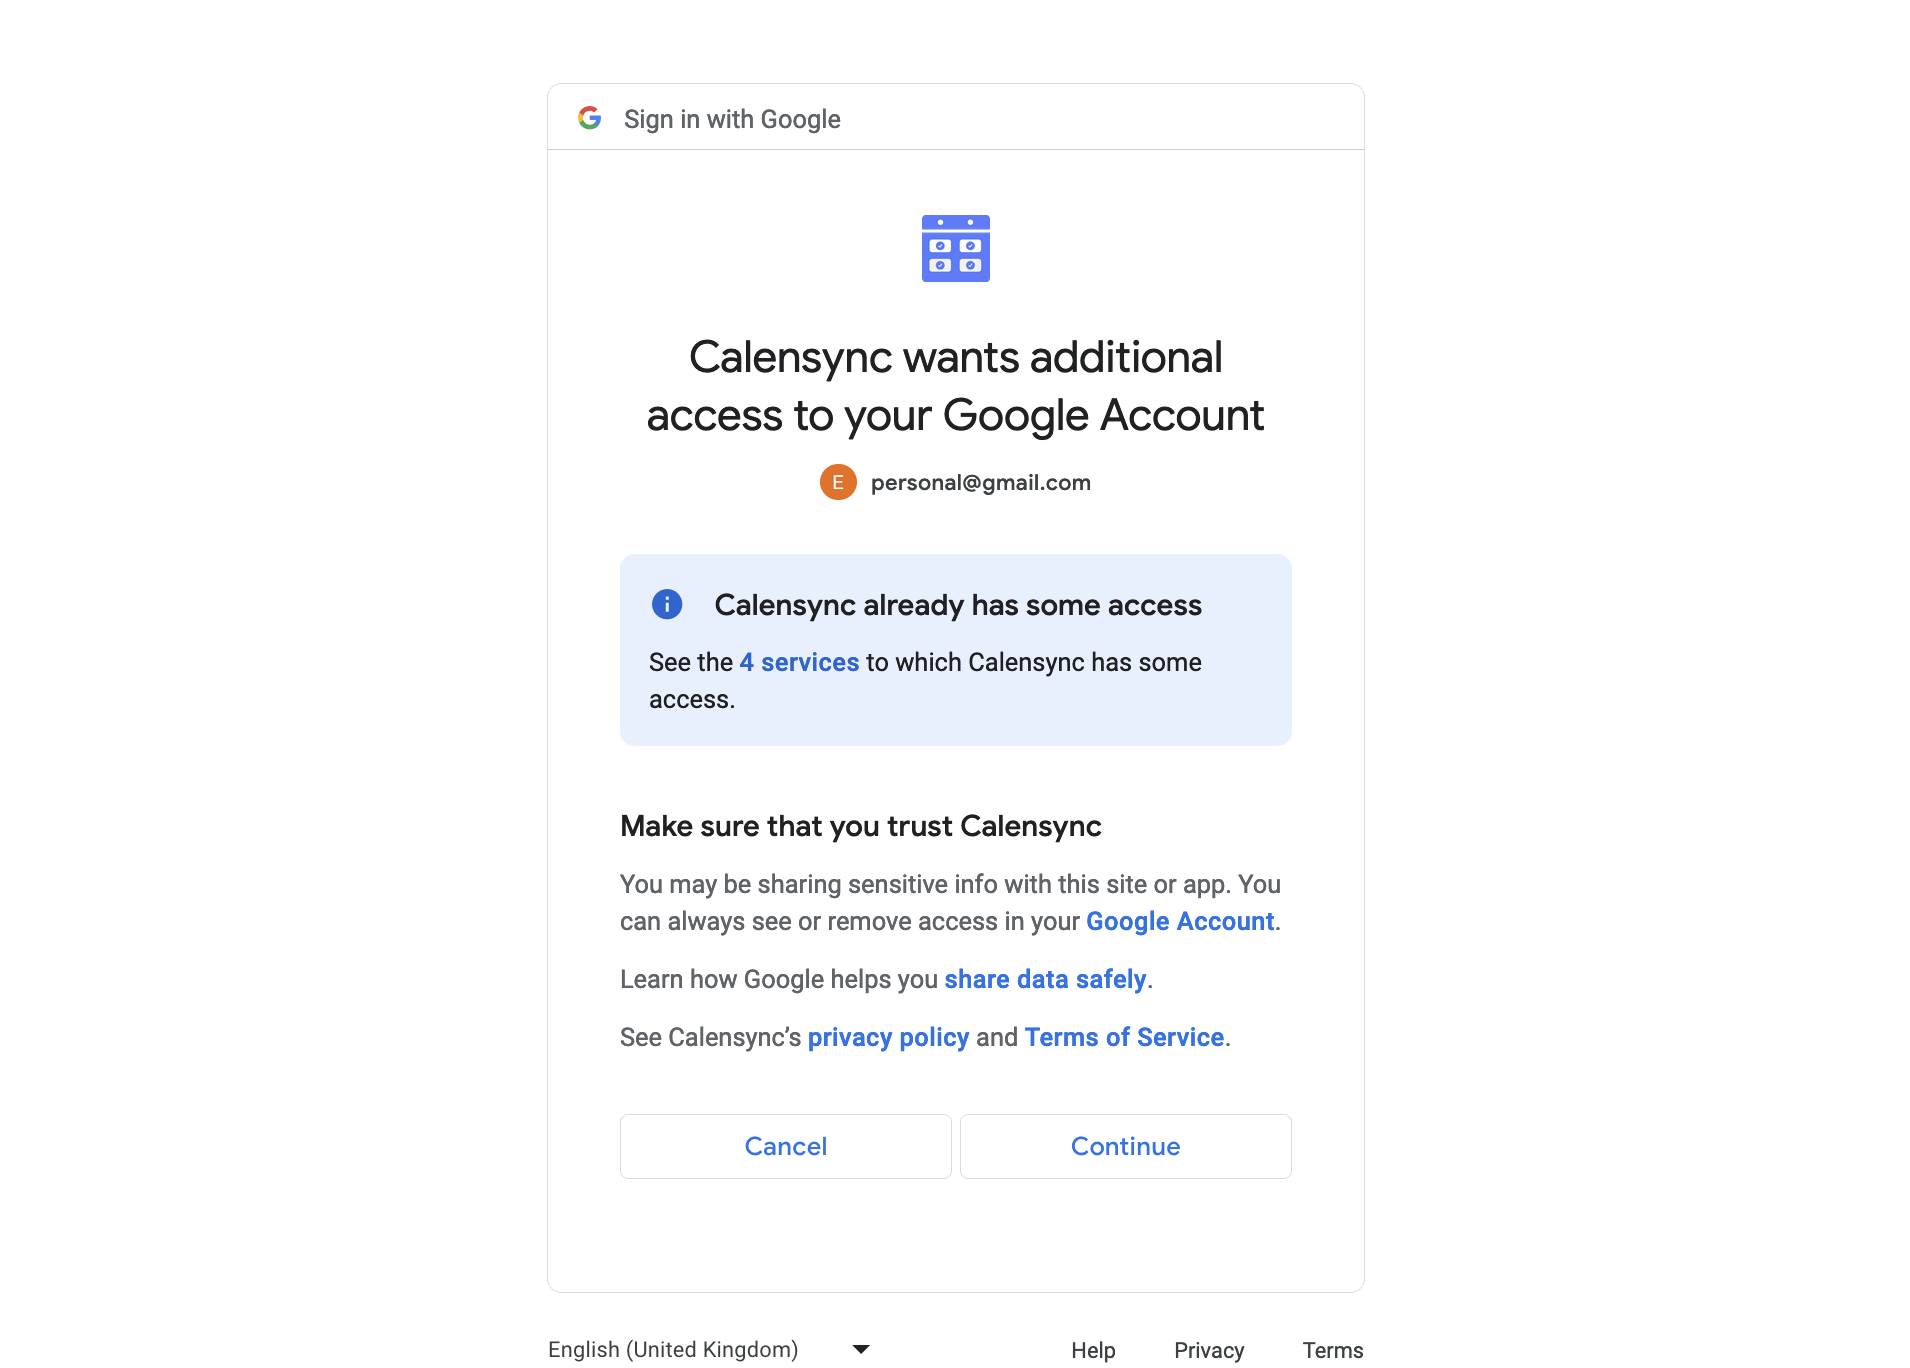 Sign in with Google
Calensync wants additional
access to your Google Account
E personal@gmail.com
Calensync already has some access
See the 4 services to which Calensync has some
access.
Make sure that you trust Calensync
You may be sharing sensitive info with this site or app. You
can always see or remove access in your Google Account.
Learn how Google helps you share data safely.
See Calensync’s privacy policy and Terms of Service.
Cancel Continue
English (United Kingdom) Help Privacy Terms